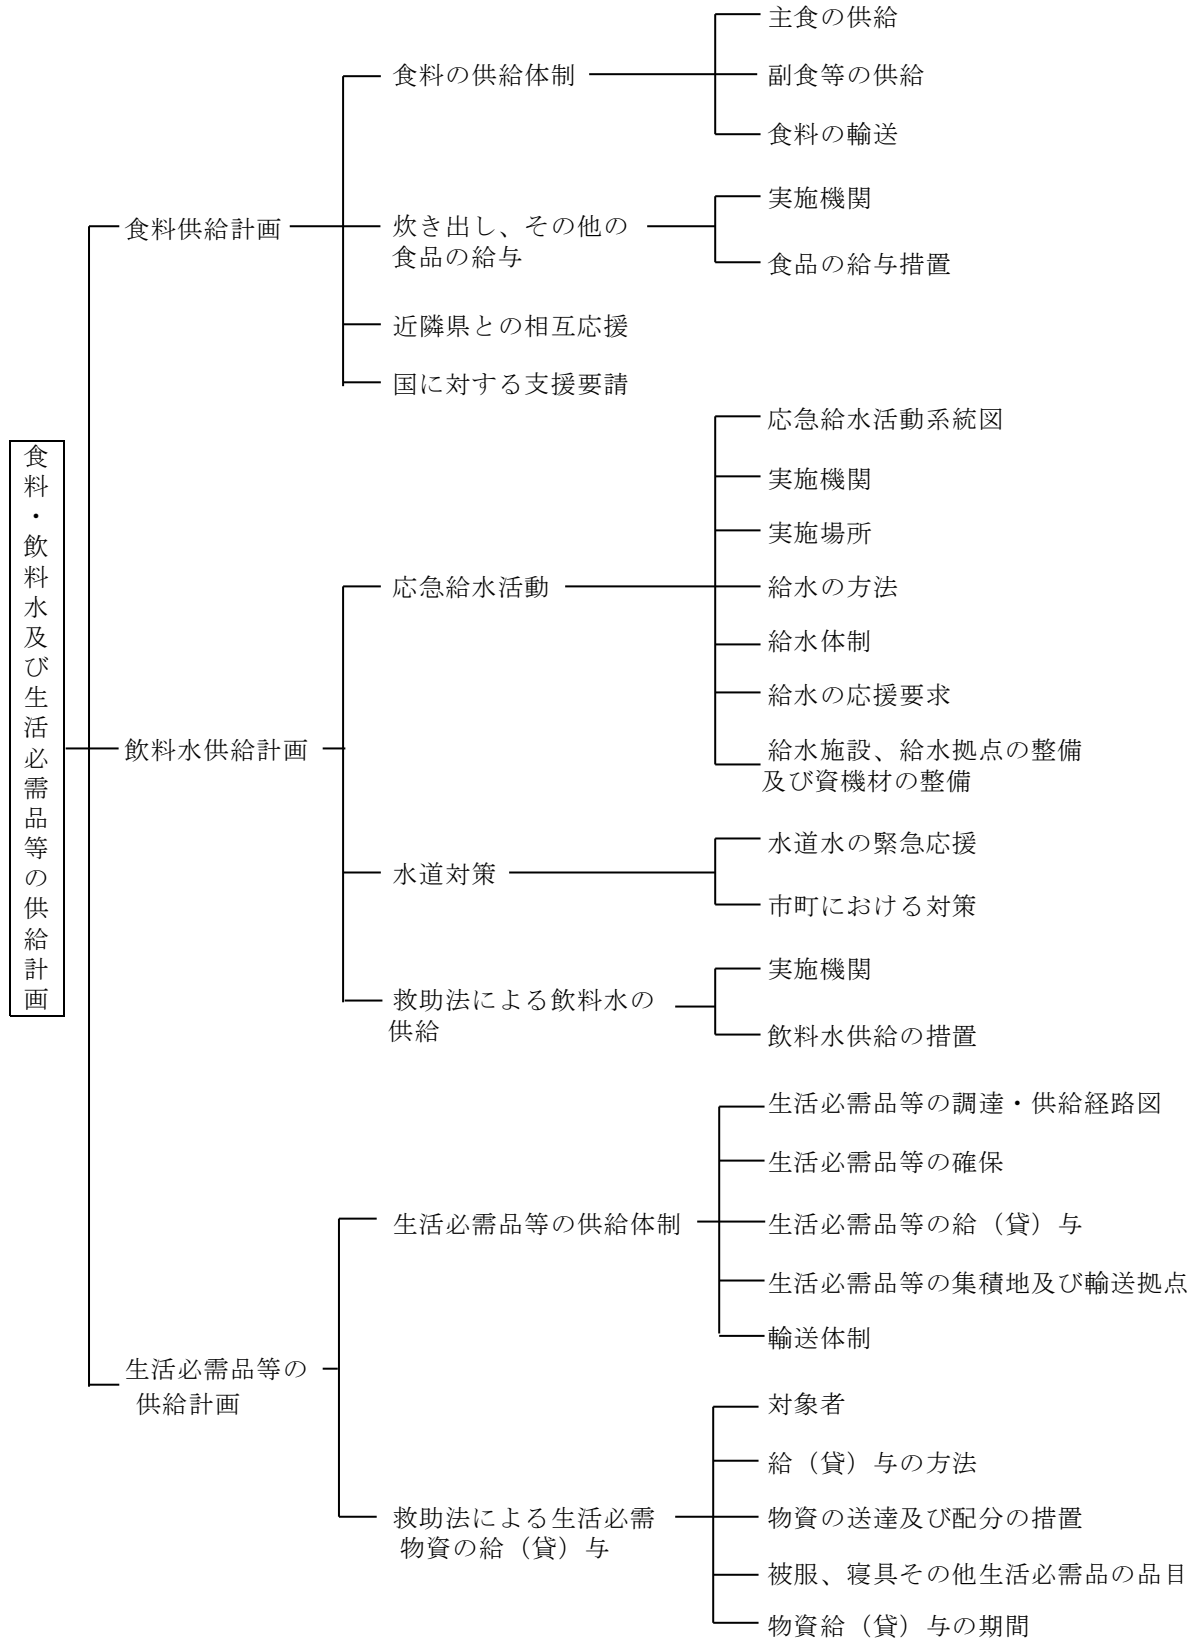 食料・飲料水及び生活必需品等の供給計画
食料供給計画
食料の供給体制
主食の供給
副食等の供給
食料の輸送
炊き出し、その他の
食品の給与
実施機関
食品の給与措置
近隣県との相互応援
国に対する支援要請
飲料水供給計画
応急給水活動
応急給水活動系統図
実施機関
実施場所
給水の方法
給水体制
給水の応援要求
給水施設、給水拠点の整備
及び資機材の整備
水道対策
水道水の緊急応援
市町における対策
救助法による飲料水の
供給
実施機関
飲料水供給の措置
生活必需品等の
供給計画
生活必需品等の供給体制
生活必需品等の調達・供給経路図
生活必需品等の確保
生活必需品等の給（貸）与
生活必需品等の集積地及び輸送拠点
輸送体制
救助法による生活必需
物資の給（貸）与
対象者
給（貸）与の方法
物資の送達及び配分の措置
被服、寝具その他生活必需品の品目
物資給（貸）与の期間